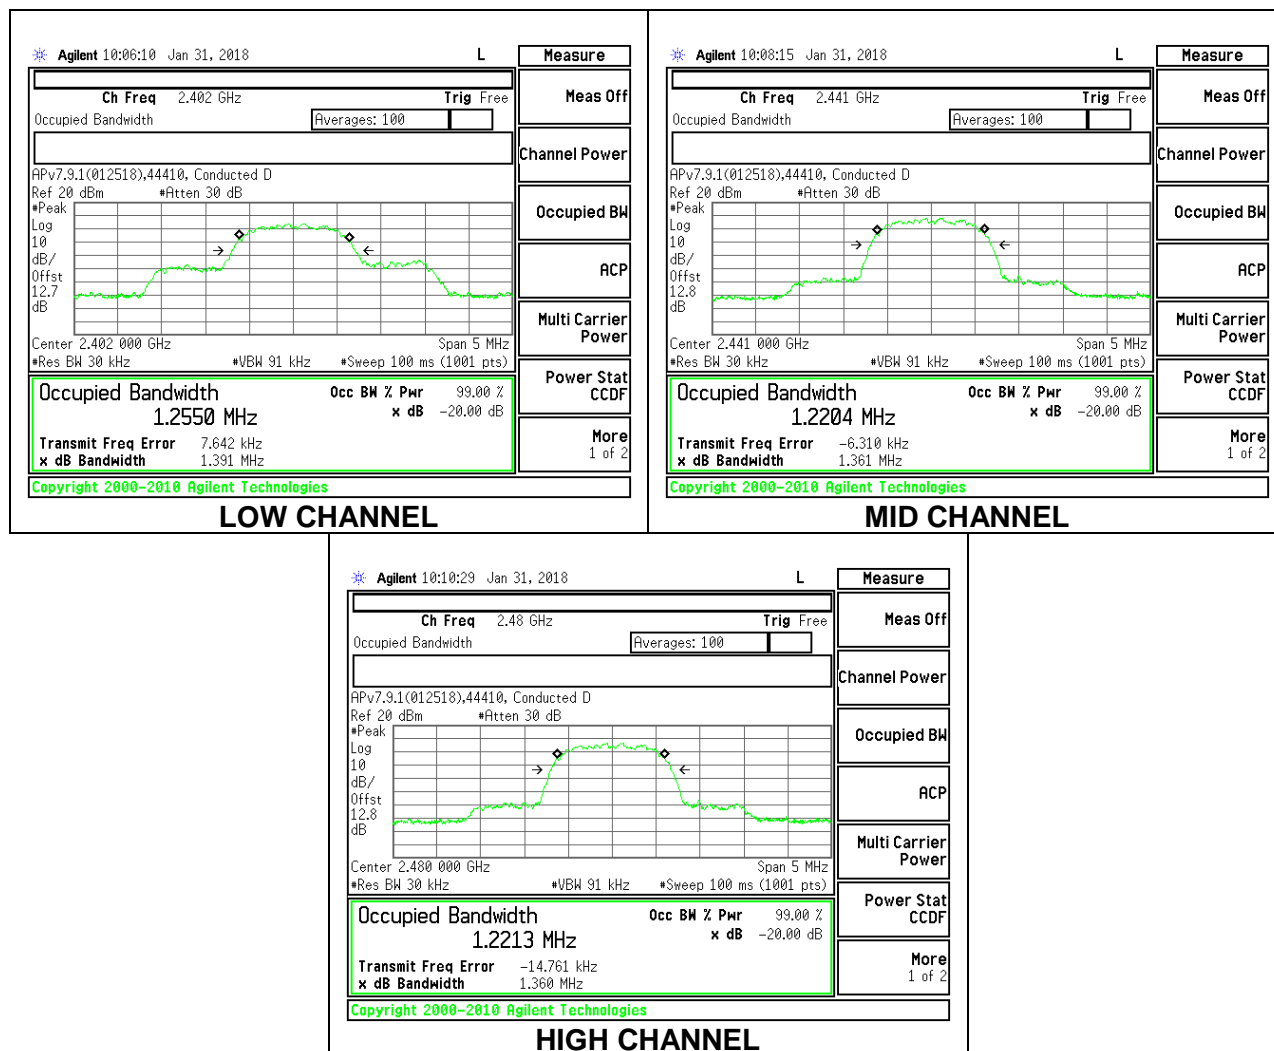 Agilent 10:06:10 Jan 31, 2018 L Measure
Ch Freq 2.402 GHz Trig Free
Occupied Bandwidth Averages: 100
APv7.9.1(012518),44410, Conducted D
Ref 20 dBm #Atten 30 dB
#Peak
Log
10
dB/
Offst
12.7
dB
Center 2.402 000 GHz Span 5 MHz
#Res BW 30 kHz #VBW 91 kHz #Sweep 100 ms (1001 pts)
Occupied Bandwidth Occ BW % Pwr 99.00 %
1.2550 MHz x dB -20.00 dB
Transmit Freq Error 7.642 kHz
x dB Bandwidth 1.391 MHz
Copyright 2000-2010 Agilent Technologies
Meas Off
Channel Power
Occupied BW
ACP
Multi Carrier
Power
Power Stat
CCDF
More
1 of 2
LOW CHANNEL
Agilent 10:08:15 Jan 31, 2018 L Measure
Ch Freq 2.441 GHz Trig Free
Occupied Bandwidth Averages: 100
APv7.9.1(012518),44410, Conducted D
Ref 20 dBm #Atten 30 dB
#Peak
Log
10
dB/
Offst
12.8
dB
Center 2.441 000 GHz Span 5 MHz
#Res BW 30 kHz #VBW 91 kHz #Sweep 100 ms (1001 pts)
Occupied Bandwidth Occ BW % Pwr 99.00 %
1.2204 MHz x dB -20.00 dB
Transmit Freq Error -6.310 kHz
x dB Bandwidth 1.361 MHz
Copyright 2000-2010 Agilent Technologies
Meas Off
Channel Power
Occupied BW
ACP
Multi Carrier
Power
Power Stat
CCDF
More
1 of 2
MID CHANNEL
Agilent 10:10:29 Jan 31, 2018 L Measure
Ch Freq 2.48 GHz Trig Free
Occupied Bandwidth Averages: 100
APv7.9.1(012518),44410, Conducted D
Ref 20 dBm #Atten 30 dB
#Peak
Log
10
dB/
Offst
12.8
dB
Center 2.480 000 GHz Span 5 MHz
#Res BW 30 kHz #VBW 91 kHz #Sweep 100 ms (1001 pts)
Occupied Bandwidth Occ BW % Pwr 99.00 %
1.2213 MHz x dB -20.00 dB
Transmit Freq Error -14.761 kHz
x dB Bandwidth 1.360 MHz
Copyright 2000-2010 Agilent Technologies
Meas Off
Channel Power
Occupied BW
ACP
Multi Carrier
Power
Power Stat
CCDF
More
1 of 2
HIGH CHANNEL